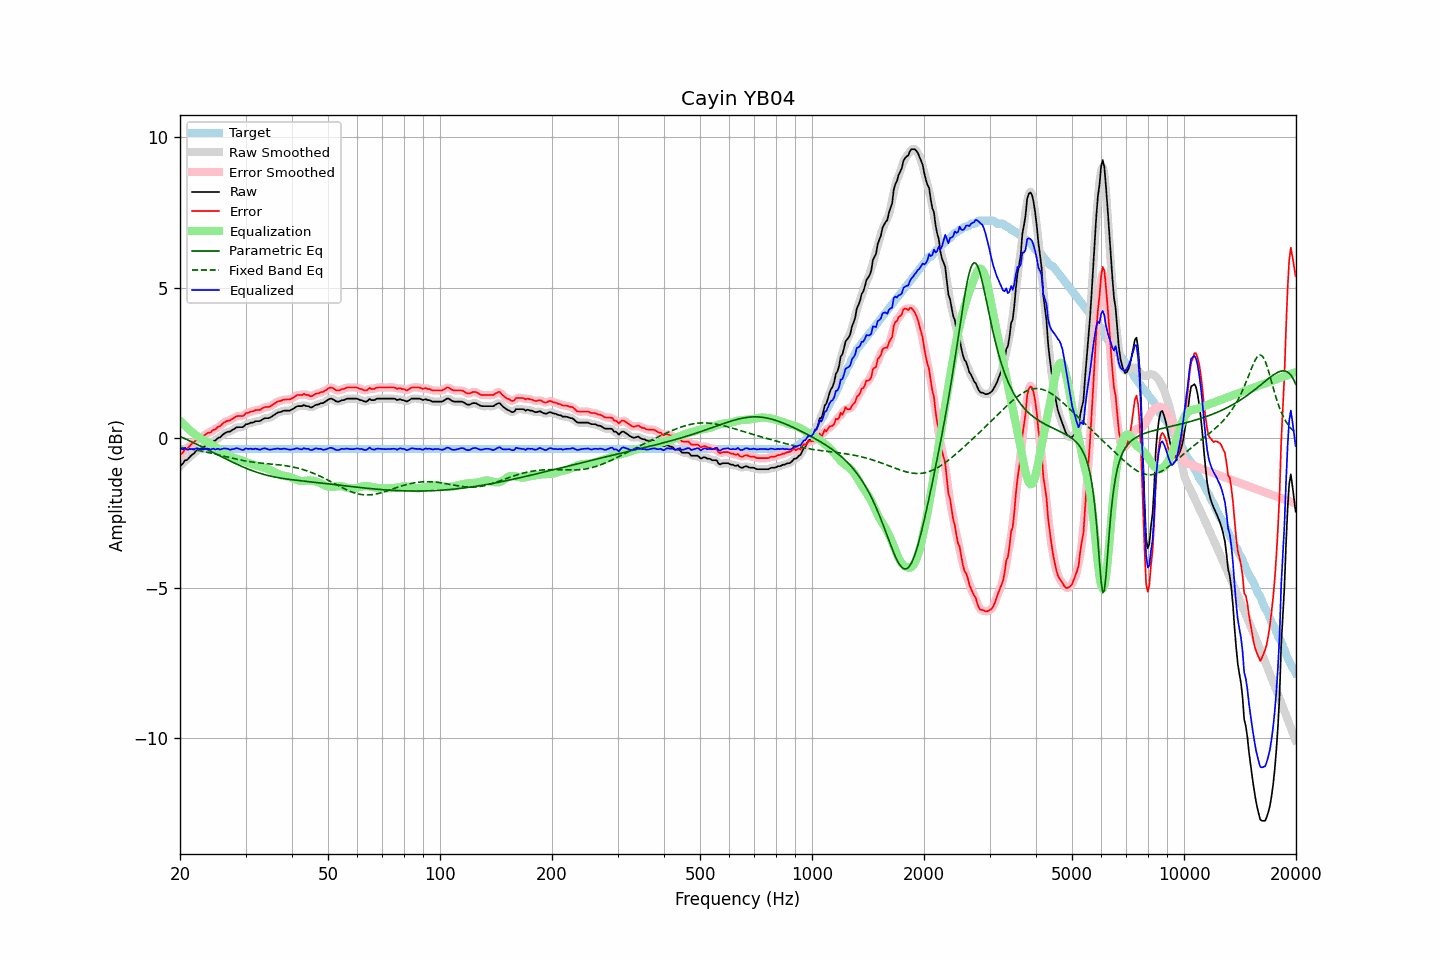 Cayin YB04
Target
Raw Smoothed
Error Smoothed
Raw
Error
Equalization
Parametric Eq
Fixed Band Eq
Equalized
Amplitude (dBr)
10
5
0
−5
−10
20 50 100 200 500 1000 2000 5000 10000 20000
Frequency (Hz)